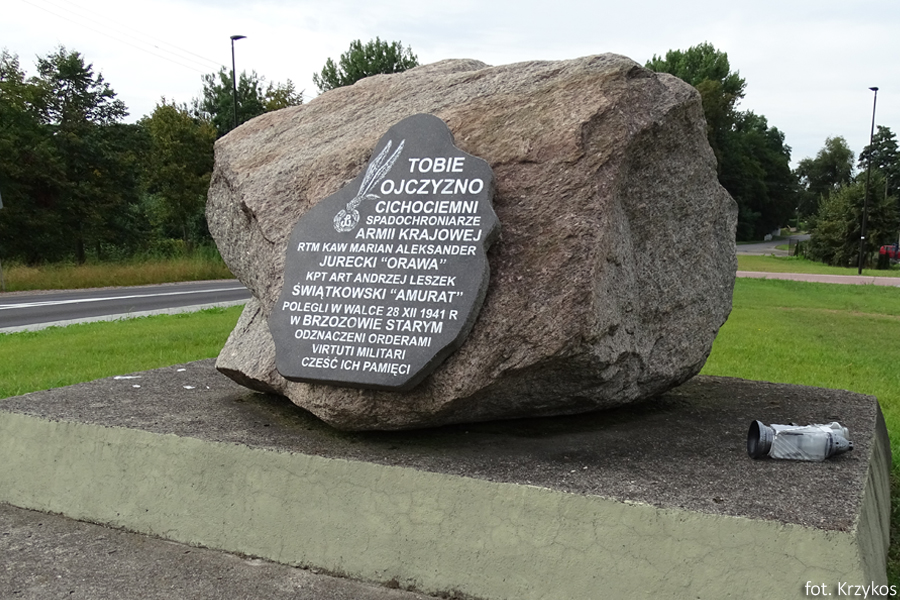 TOBIE
OJCZYZNO
CICHOCIEMNI
SPADOCHRONIARZE
ARMII KRAJOWEJ
RTM KAW MARIAN ALEKSANDER
JURECKI "ORAWA"
KPT ART ANDRZEJ LESZEK
ŚWIĄTKOWSKI "AMURAT"
POLEGLI W WALCE 28 XII 1941 R
W BRZOZOWIE STARYM
ODZNACZENI ORDERAMI
VIRTUTI MILITARI
CZEŚĆ ICH PAMIĘCI
fot. Krzykos